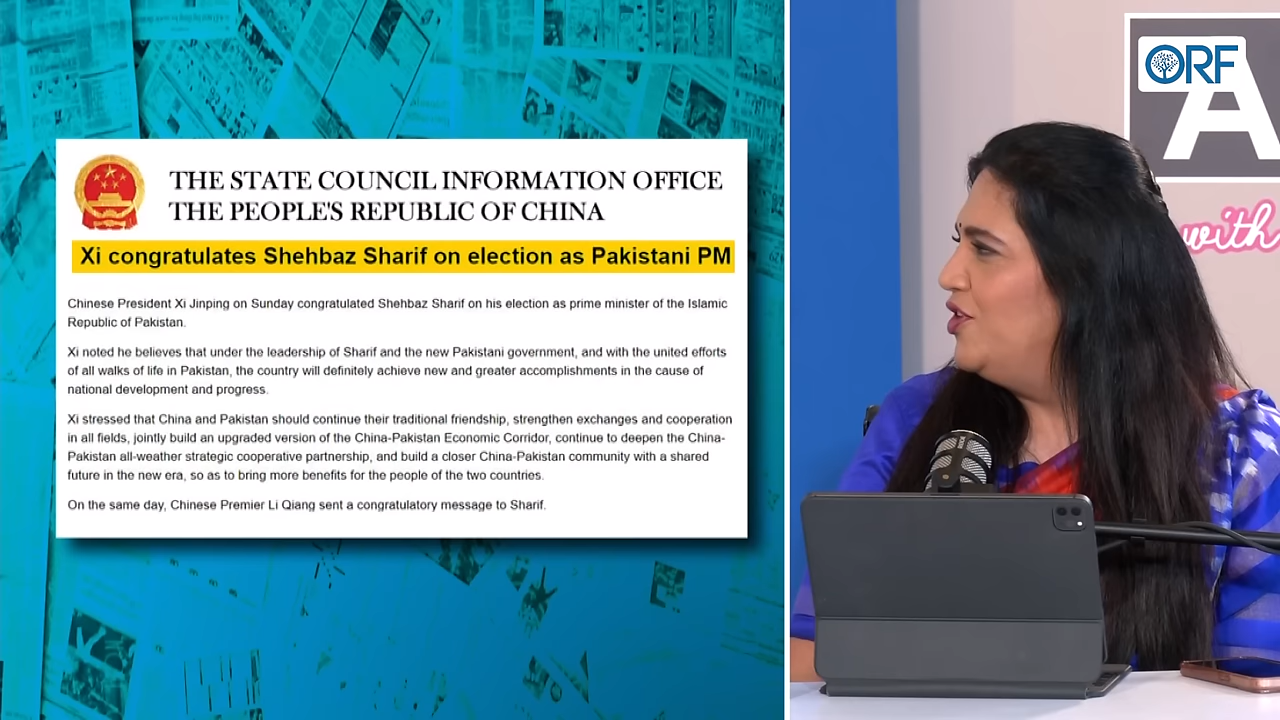 THE STATE COUNCIL INFORMATION OFFICE
THE PEOPLE'S REPUBLIC OF CHINA
Xi congratulates Shehbaz Sharif on election as Pakistani PM
Chinese President Xi Jinping on Sunday congratulated Shehbaz Sharif on his election as prime minister of the Islamic
Republic of Pakistan.
Xi noted he believes that under the leadership of Sharif and the new Pakistani government, and with the united efforts
of all walks of life in Pakistan, the country will definitely achieve new and greater accomplishments in the cause of
national development and progress.
Xi stressed that China and Pakistan should continue their traditional friendship, strengthen exchanges and cooperation
in all fields, jointly build an upgraded version of the China-Pakistan Economic Corridor, continue to deepen the China-
Pakistan all-weather strategic cooperative partnership, and build a closer China-Pakistan community with a shared
future in the new era, so as to bring more benefits for the people of the two countries.
On the same day, Chinese Premier Li Qiang sent a congratulatory message to Sharif.
ORF
A
with
RODE